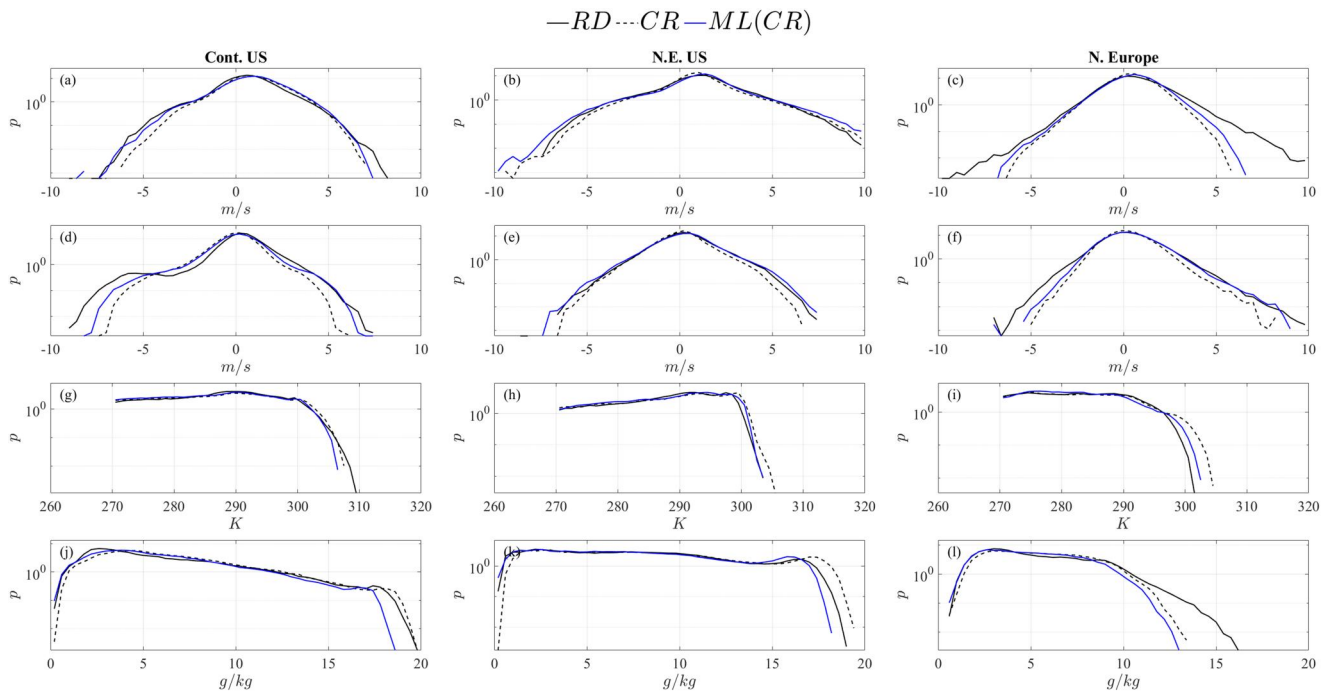 RD CR ML(CR)
Cont. US N.E. US N. Europe
(a) (b) (c)
p 10^0 p 10^0 p 10^0
-10 -5 0 5 10 -10 -5 0 5 10 -10 -5 0 5 10
m/s m/s m/s
(d) (e) (f)
p 10^0 p 10^0 p 10^0
-10 -5 0 5 10 -10 -5 0 5 10 -10 -5 0 5 10
m/s m/s m/s
(g) (h) (i)
p 10^0 p 10^0 p 10^0
260 270 280 290 300 310 320 260 270 280 290 300 310 320 260 270 280 290 300 310 320
K K K
(j) (k) (l)
p 10^0 p 10^0 p 10^0
0 5 10 15 20 0 5 10 15 20 0 5 10 15 20
g/kg g/kg g/kg